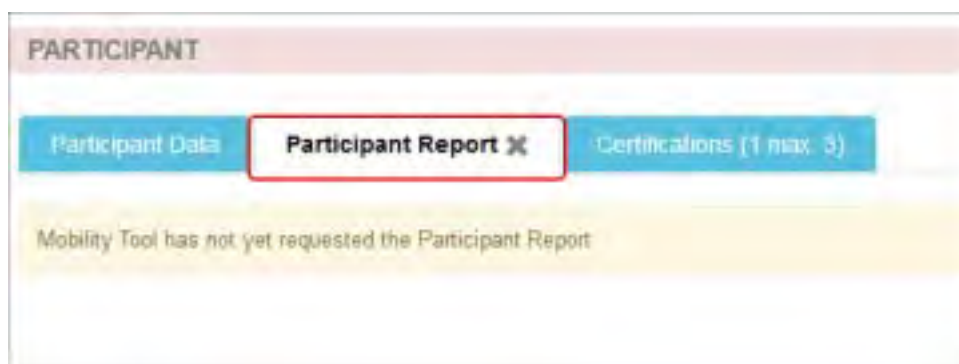 PARTICIPANT
Participant Data Participant Report ✖ Certifications (1 max. 3)
Mobility Tool has not yet requested the Participant Report